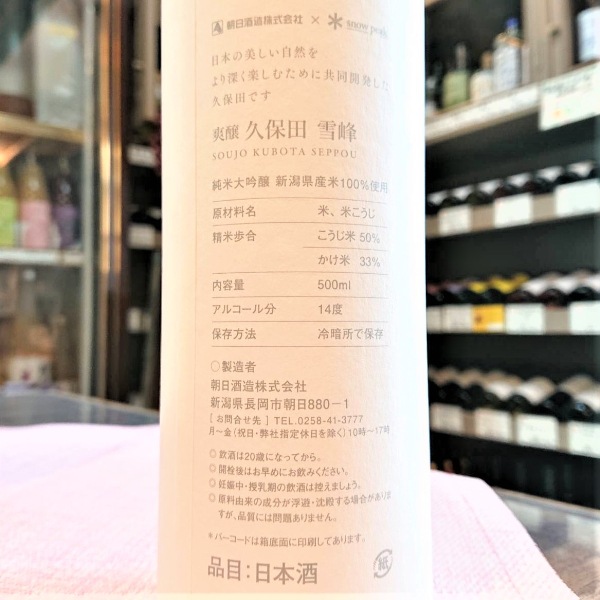 朝日酒造株式会社 × snow peak
日本の美しい自然を
より深く楽しむために共同開発した
久保田です
爽醸 久保田 雪峰
SOUJO KUBOTA SEPPOU
純米大吟醸 新潟県産米100%使用
原材料名 米、米こうじ
精米歩合 こうじ米 50%
かけ米 33%
内容量 500ml
アルコール分 14度
保存方法 冷暗所で保存
○製造者
朝日酒造株式会社
新潟県長岡市朝日880−1
[お問合せ先] TEL.0258-41-3777
月〜金(祝日・弊社指定休日を除く)10時〜17時
◎飲酒は20歳になってから。
◎開栓後はお早めにお飲みください。
◎妊娠中・授乳期の飲酒は控えましょう。
◎原料由来の成分が浮遊・沈殿する場合がありま
すが、品質には問題ありません。
*バーコードは箱底面に印刷してあります。
品目:日本酒
紙